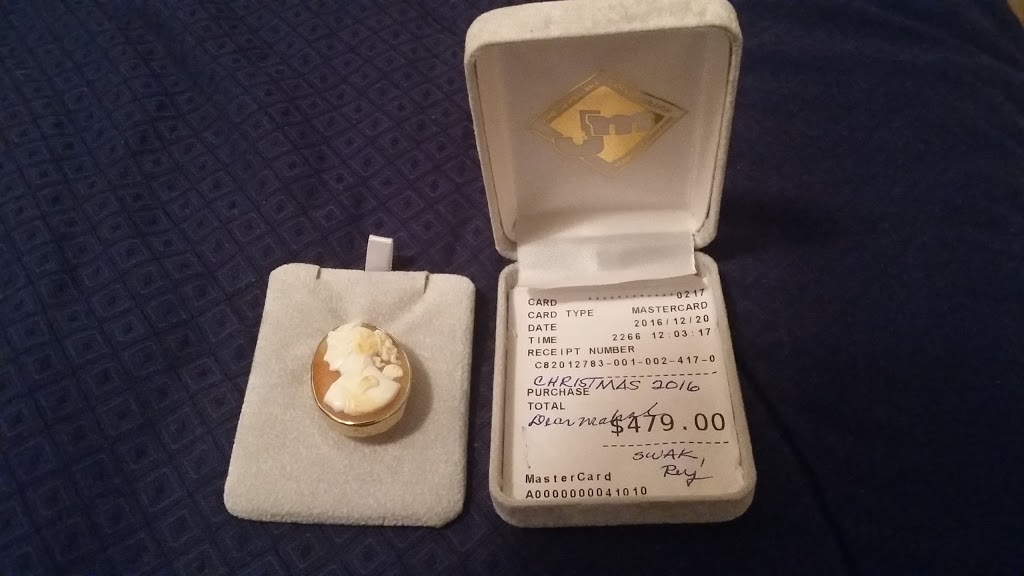 CARD ************0217
CARD TYPE MASTERCARD
DATE 2016/12/20
TIME 2266 12:03:17
RECEIPT NUMBER
C82012783-001-002-417-0
CHRISTMAS 2016
PURCHASE
TOTAL
Dear
$479.00
SWAK,
MasterCard
A0000000041010